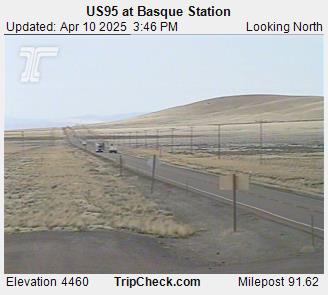 US95 at Basque Station
Updated: Apr 10 2025 3:46 PM Looking North
Elevation 4460 TripCheck.com Milepost 91.62